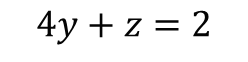 4y + z = 2